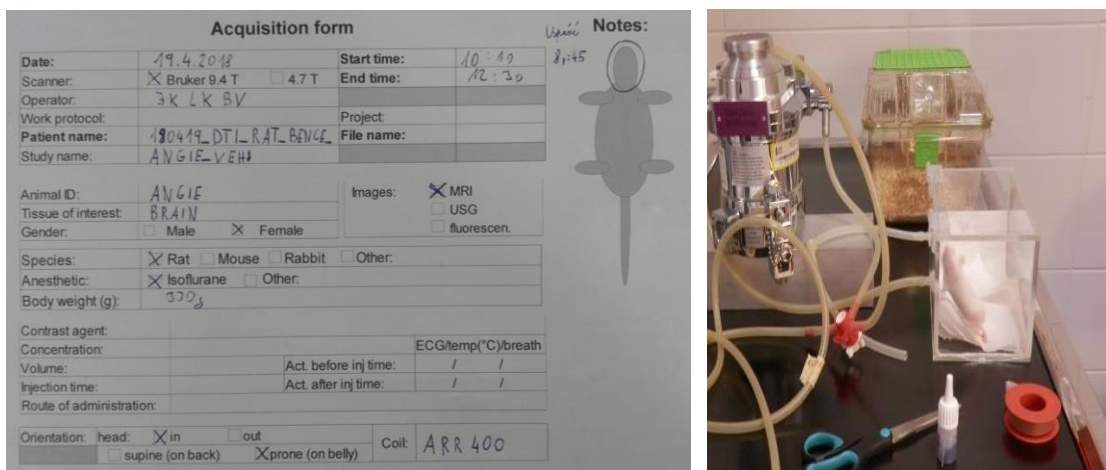 Acquisition form
Notes:
8:45
Date: 19.4.2018 Start time: 10:10
Scanner: Bruker 9.4 T 4.7 T End time: 12:30
Operator: JK LK BV
Work protocol: Project:
Patient name: 180419_DTI_RAT_BENCE_ File name:
Study name: ANGIE_VEH
Animal ID: ANGIE Images: MRI
Tissue of interest: BRAIN USG
Gender: Male Female fluorescen.
Species: Rat Mouse Rabbit Other:
Anesthetic: Isoflurane Other:
Body weight (g): 330g
Contrast agent:
Concentration: ECG/temp(°C)/breath
Volume: Act. before inj time: / /
Injection time: Act. after inj time: / /
Route of administration:
Orientation: head: in out Coil: ARR 400
supine (on back) prone (on belly)